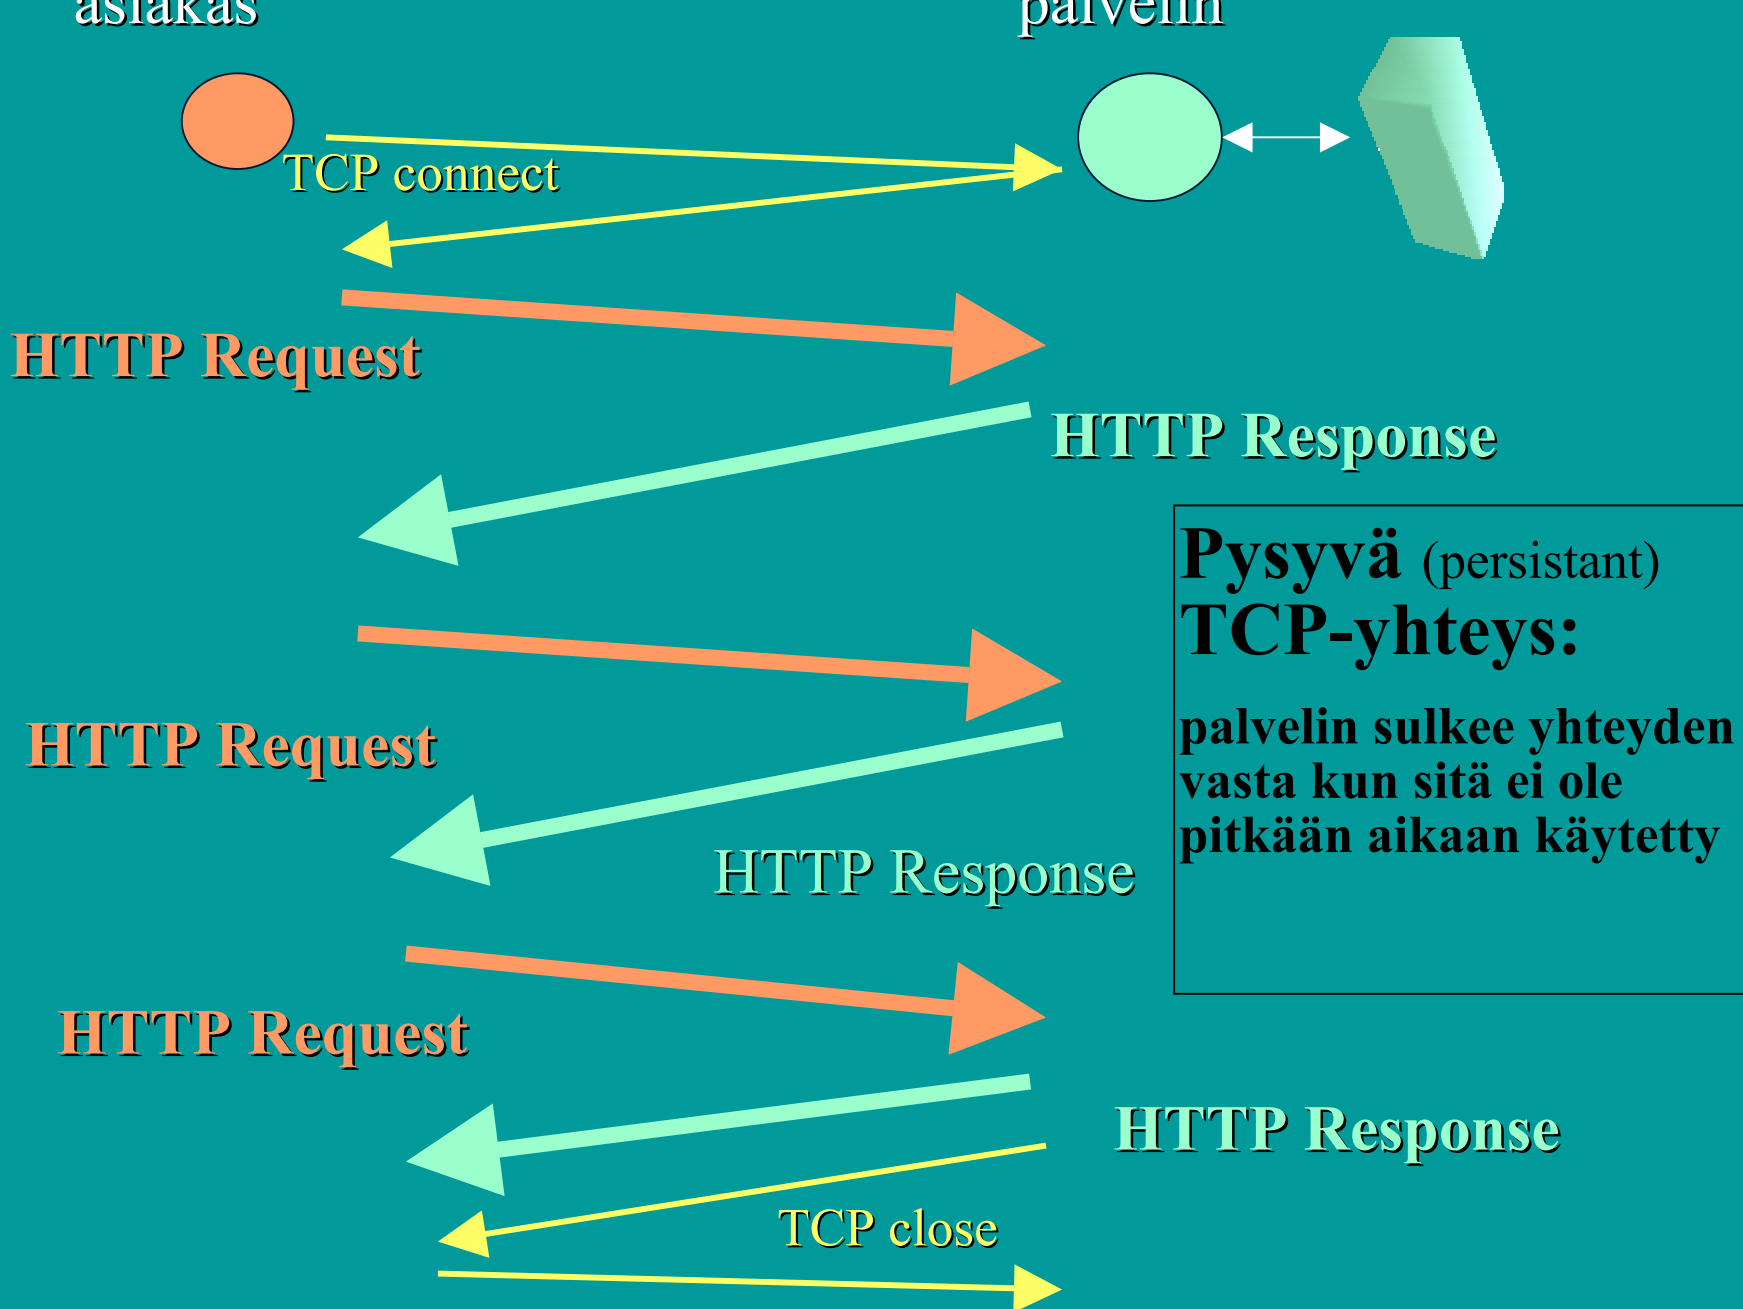 asiakas palvelin
TCP connect
HTTP Request
HTTP Response
Pysyvä (persistant)
TCP-yhteys:
palvelin sulkee yhteyden
vasta kun sitä ei ole
pitkään aikaan käytetty
HTTP Request
HTTP Response
HTTP Request
HTTP Response
TCP close